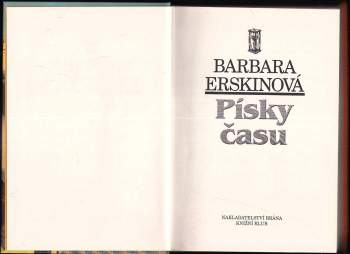 BARBARA
ERSKINOVÁ
Písky
času
NAKLADATELSTVÍ BRÁNA
KNIŽNÍ KLUB